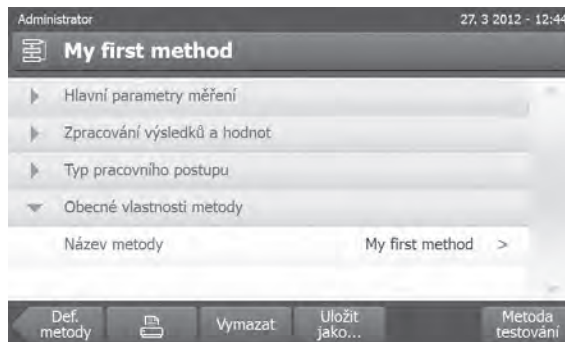 Administrator
27. 3 2012 - 12:44
My first method
Hlavní parametry měření
Zpracování výsledků a hodnot
Typ pracovního postupu
Obecné vlastnosti metody
Název metody My first method >
Def.
metody
Vymazat
Uložit
jako...
Metoda
testování